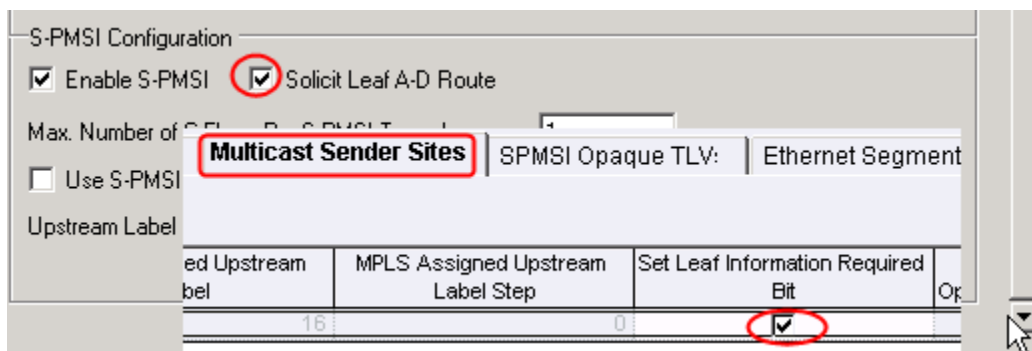 S-PMSI Configuration
Enable S-PMSI Solicit Leaf A-D Route
Max. Number of
Multicast Sender Sites SPMSI Opaque TLV: Ethernet Segment
Use S-PMSI
Upstream Label
ed Upstream MPLS Assigned Upstream Set Leaf Information Required
bel Label Step Bit Op
16 0